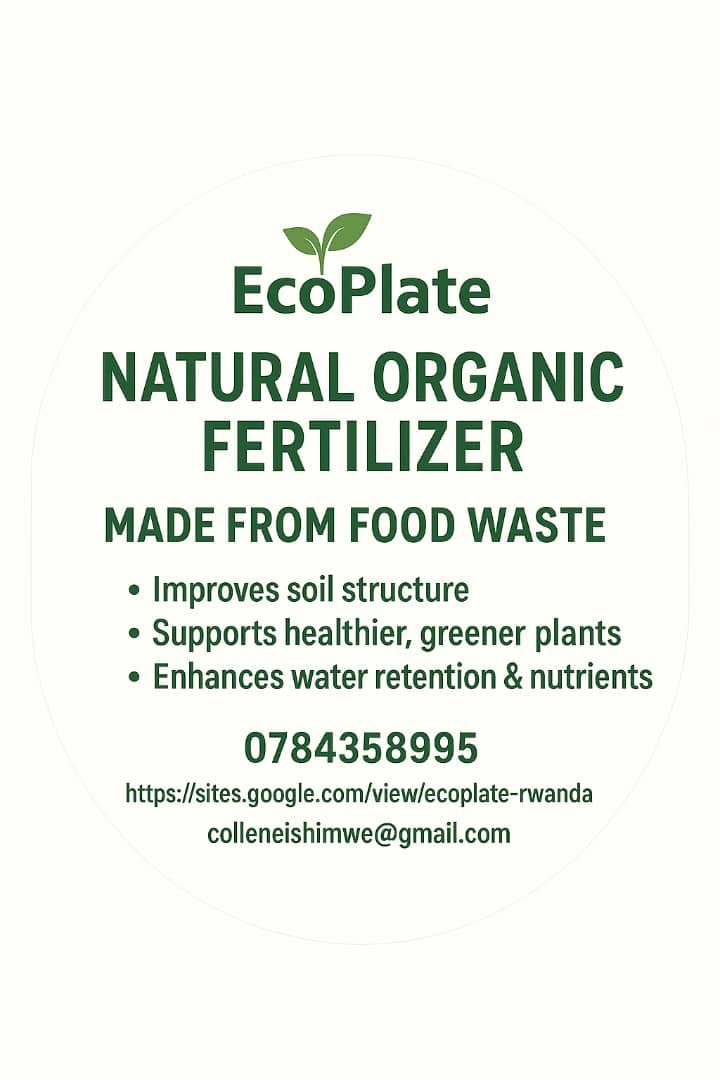 EcoPlate
NATURAL ORGANIC
FERTILIZER
MADE FROM FOOD WASTE
• Improves soil structure
• Supports healthier, greener plants
• Enhances water retention & nutrients
0784358995
https://sites.google.com/view/ecoplate-rwanda
colleneishimwe@gmail.com